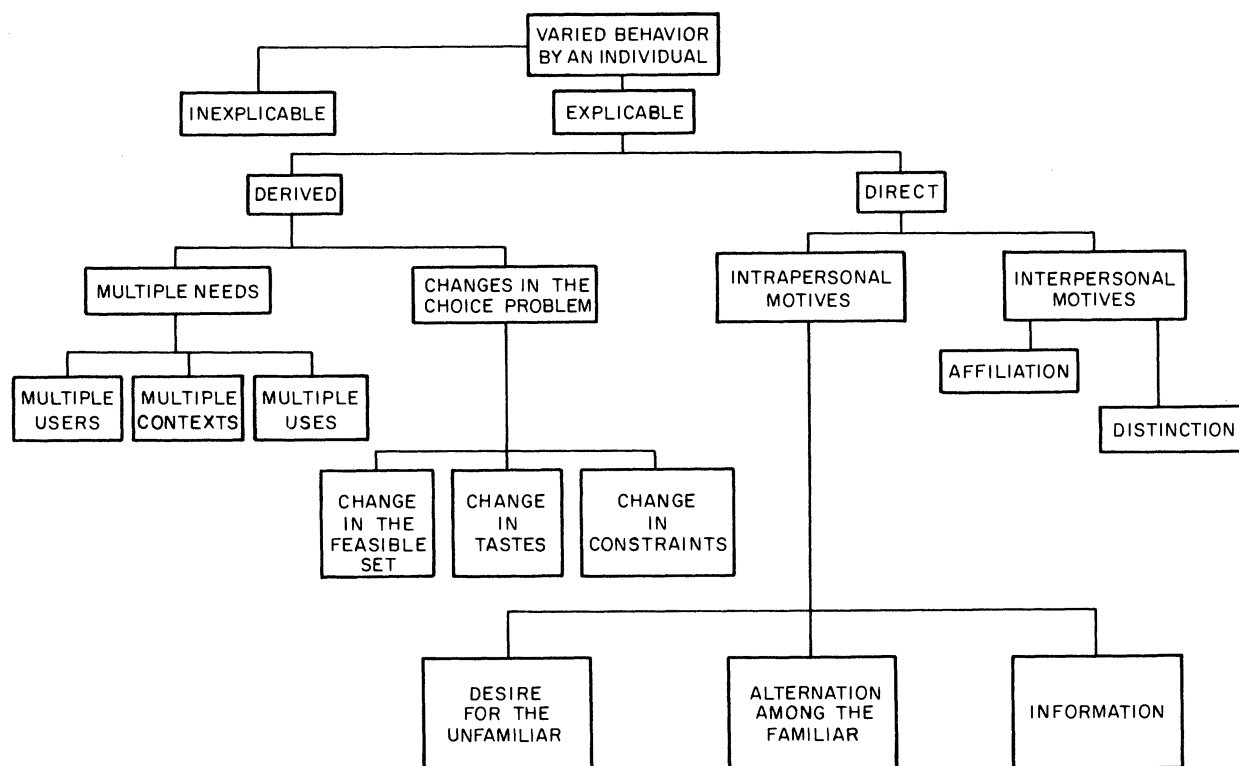 VARIED BEHAVIOR
BY AN INDIVIDUAL
INEXPLICABLE
EXPLICABLE
DERIVED
DIRECT
MULTIPLE NEEDS
CHANGES IN THE
CHOICE PROBLEM
INTRAPERSONAL
MOTIVES
INTERPERSONAL
MOTIVES
AFFILIATION
DISTINCTION
MULTIPLE
USERS
MULTIPLE
CONTEXTS
MULTIPLE
USES
CHANGE
IN THE
FEASIBLE
SET
CHANGE
IN
TASTES
CHANGE
IN
CONSTRAINTS
DESIRE
FOR THE
UNFAMILIAR
ALTERNATION
AMONG THE
FAMILIAR
INFORMATION